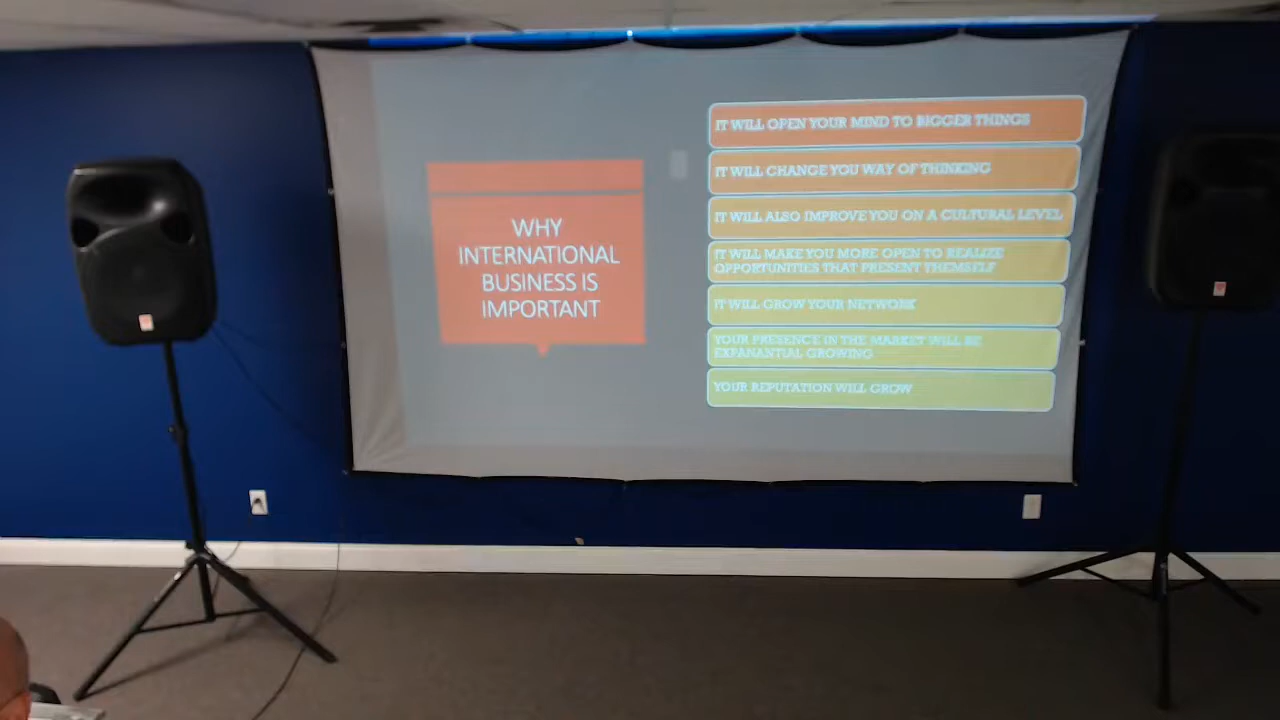 WHY
INTERNATIONAL
BUSINESS IS
IMPORTANT
IT WILL OPEN YOUR MIND TO BIGGER THINGS
IT WILL CHANGE YOU WAY OF THINKING
IT WILL ALSO IMPROVE YOU ON A CULTURAL LEVEL
IT WILL MAKE YOU MORE OPEN TO REALIZE
OPPORTUNITIES THAT PRESENT THEMSELF
IT WILL GROW YOUR NETWORK
YOUR PRESENCE IN THE MARKET WILL BE
EXPANANTIAL GROWING
YOUR REPUTATION WILL GROW